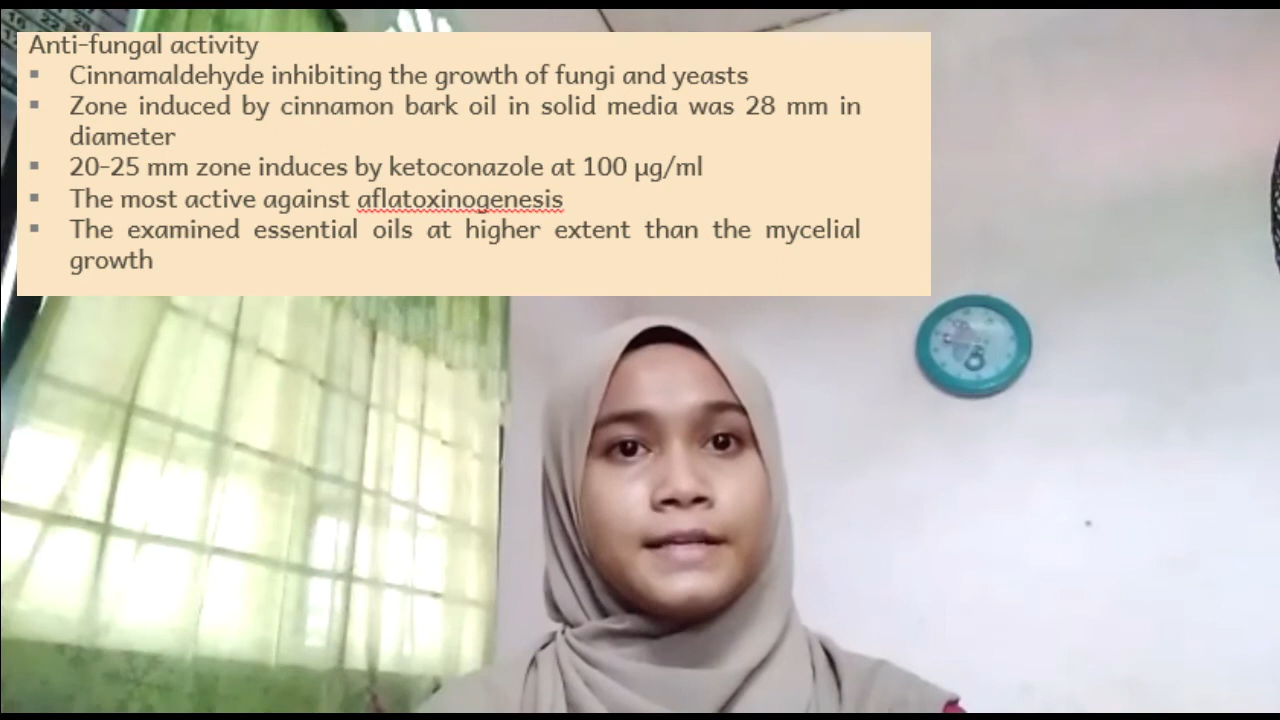 Anti-fungal activity
▪ Cinnamaldehyde inhibiting the growth of fungi and yeasts
▪ Zone induced by cinnamon bark oil in solid media was 28 mm in
diameter
▪ 20-25 mm zone induces by ketoconazole at 100 µg/ml
▪ The most active against aflatoxinogenesis
▪ The examined essential oils at higher extent than the mycelial
growth